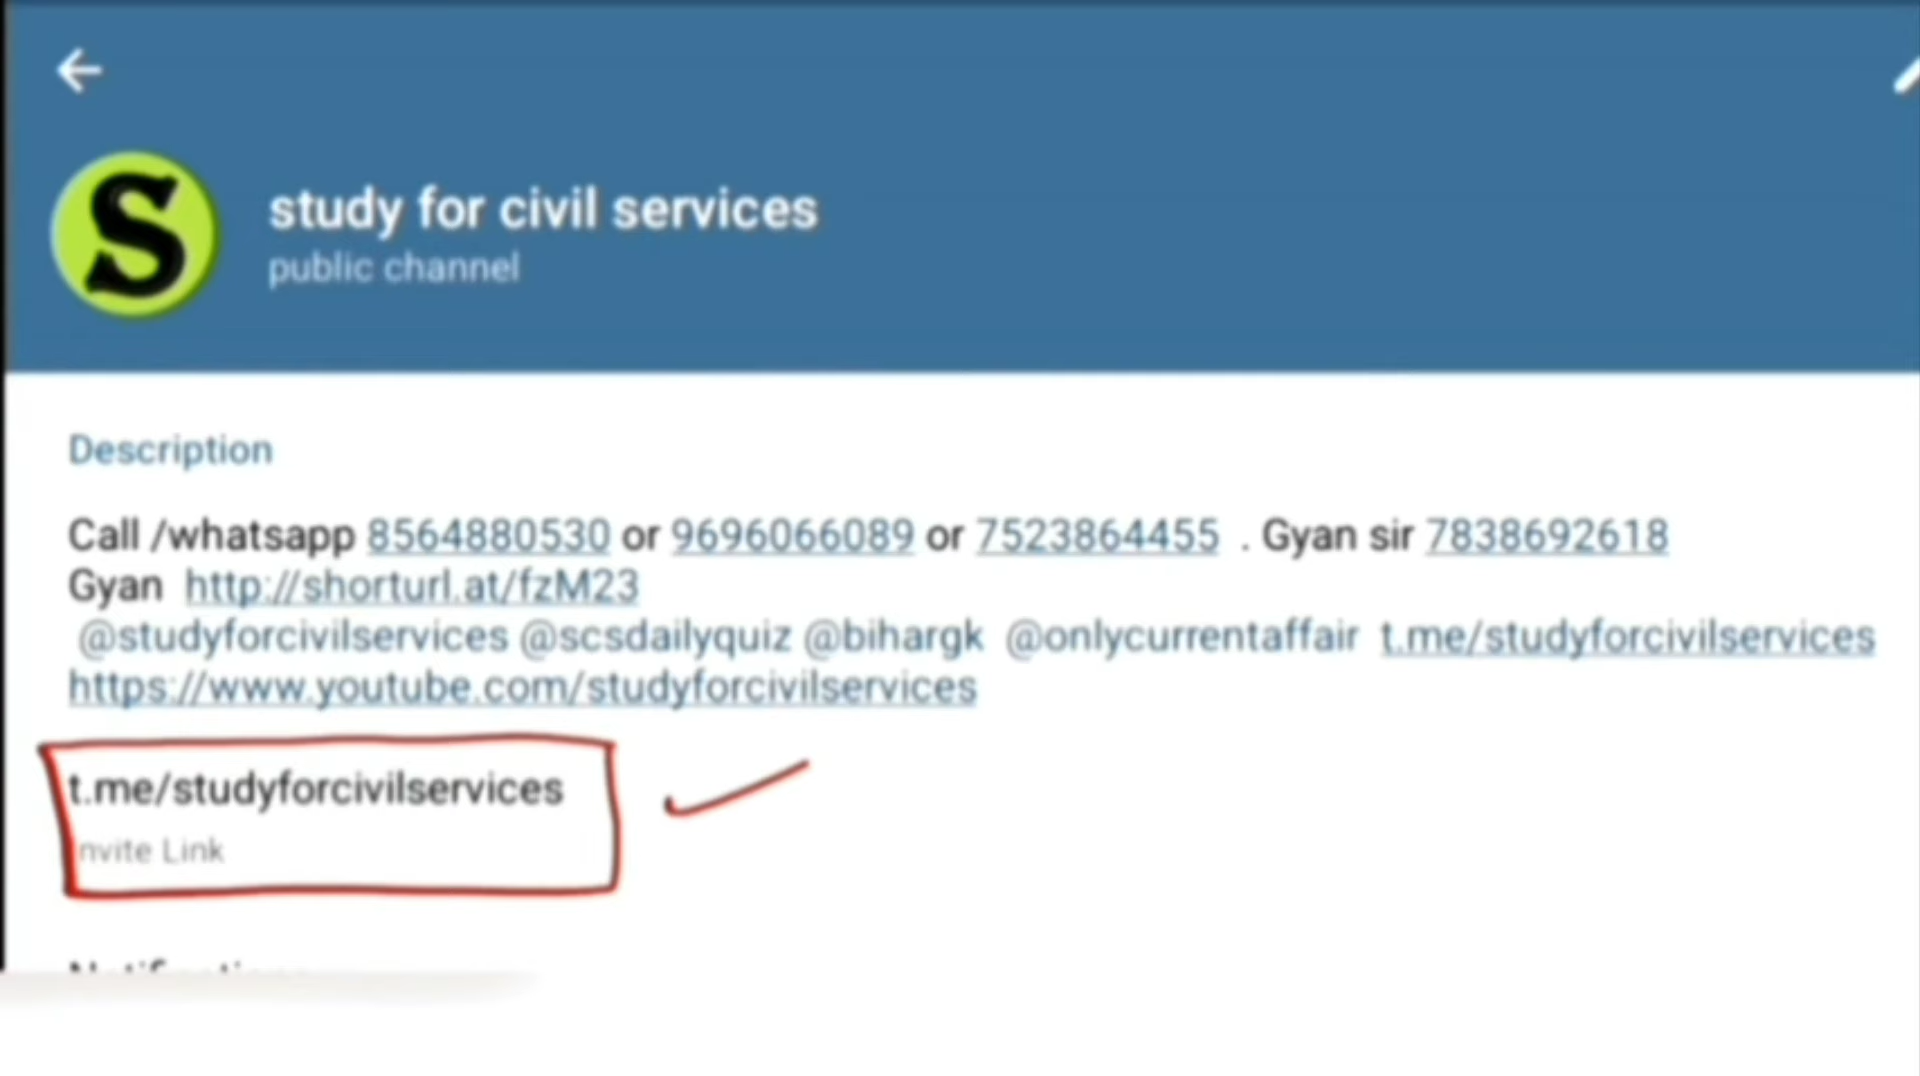 S
study for civil services
public channel
Description
Call /whatsapp 8564880530 or 9696066089 or 7523864455 . Gyan sir 7838692618
Gyan http://shorturl.at/fzM23
@studyforcivilservices @scsdailyquiz @bihargk @onlycurrentaffair t.me/studyforcivilservices
https://www.youtube.com/studyforcivilservices
t.me/studyforcivilservices
nvite Link